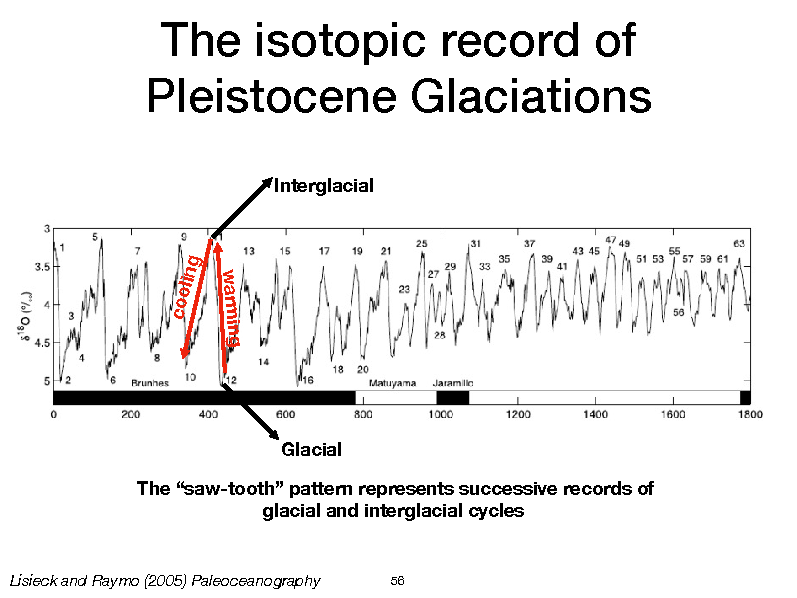 The isotopic record of
Pleistocene Glaciations
Interglacial
3
3.5
4
4.5
5
δ18O (‰)
1 5 7 9 13 15 17 19 21 25 31 37 43 45 47 49 55 63
3 23 27 29 33 35 39 41 51 53 57 59 61
4 8 14 28 56
2 6 10 12 16 18 20
cooling
warming
Brunhes Matuyama Jaramillo
0 200 400 600 800 1000 1200 1400 1600 1800
Glacial
The “saw-tooth” pattern represents successive records of
glacial and interglacial cycles
Lisieck and Raymo (2005) Paleoceanography
56